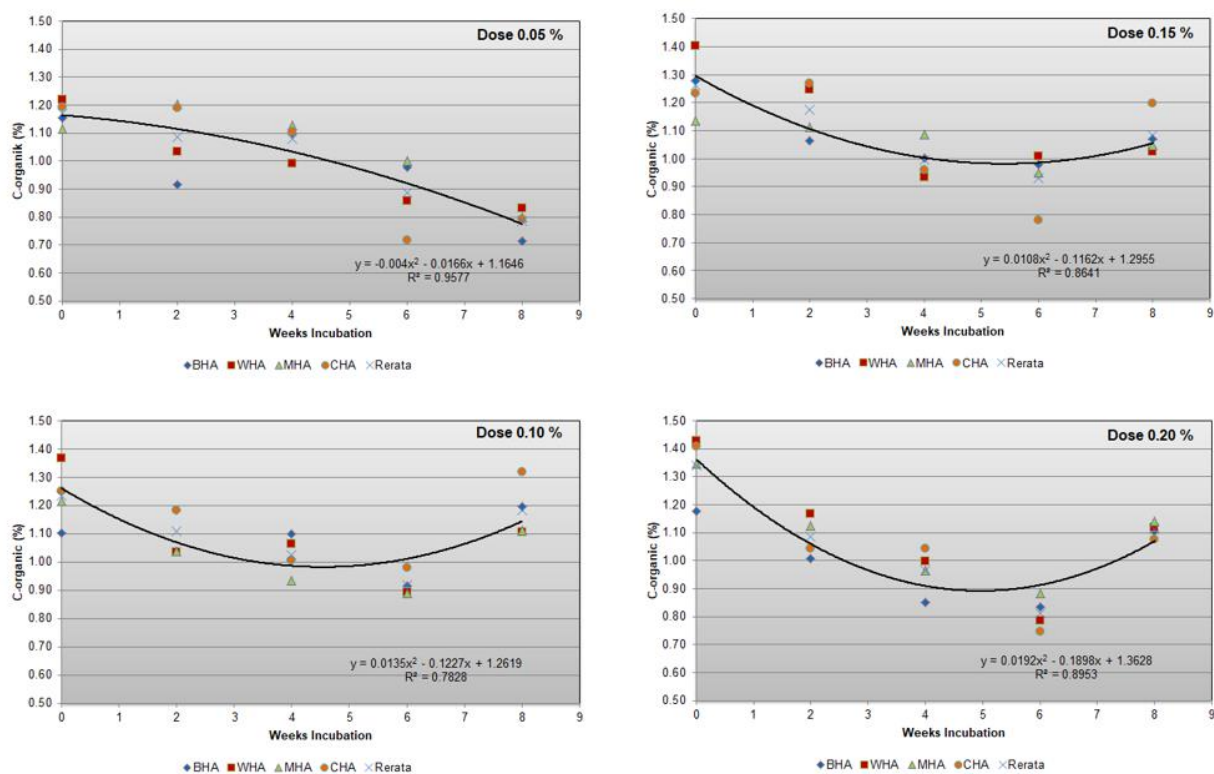 Dose 0.05 %
C-organik (%)
1.50
1.40
1.30
1.20
1.10
1.00
0.90
0.80
0.70
0.60
0.50
y = -0.004x² - 0.0166x + 1.1646
R² = 0.9577
0 1 2 3 4 5 6 7 8 9
Weeks Incubation
BHA WHA MHA CHA Rerata
Dose 0.15 %
C-organic (%)
1.50
1.40
1.30
1.20
1.10
1.00
0.90
0.80
0.70
0.60
0.50
y = 0.0108x² - 0.1162x + 1.2955
R² = 0.8641
0 1 2 3 4 5 6 7 8 9
Weeks Incubation
BHA WHA MHA CHA Rerata
Dose 0.10 %
C-organic (%)
1.50
1.40
1.30
1.20
1.10
1.00
0.90
0.80
0.70
0.60
0.50
y = 0.0135x² - 0.1227x + 1.2619
R² = 0.7828
0 1 2 3 4 5 6 7 8 9
Weeks Incubation
BHA WHA MHA CHA Rerata
Dose 0.20 %
C-organic (%)
1.50
1.40
1.30
1.20
1.10
1.00
0.90
0.80
0.70
0.60
0.50
y = 0.0192x² - 0.1898x + 1.3628
R² = 0.8953
0 1 2 3 4 5 6 7 8 9
Weeks Incubation
BHA WHA MHA CHA Rerata